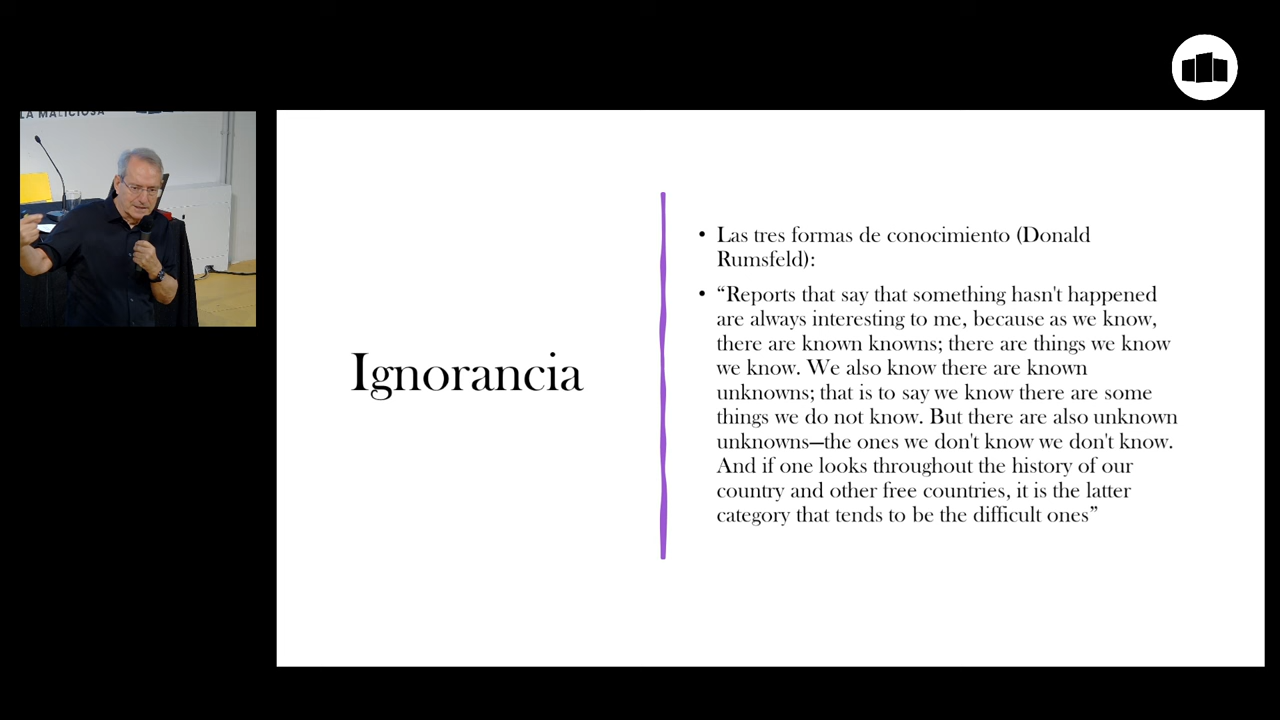 LA MALICIOSA
Ignorancia
• Las tres formas de conocimiento (Donald
Rumsfeld):
• “Reports that say that something hasn't happened
are always interesting to me, because as we know,
there are known knowns; there are things we know
we know. We also know there are known
unknowns; that is to say we know there are some
things we do not know. But there are also unknown
unknowns—the ones we don't know we don't know.
And if one looks throughout the history of our
country and other free countries, it is the latter
category that tends to be the difficult ones”